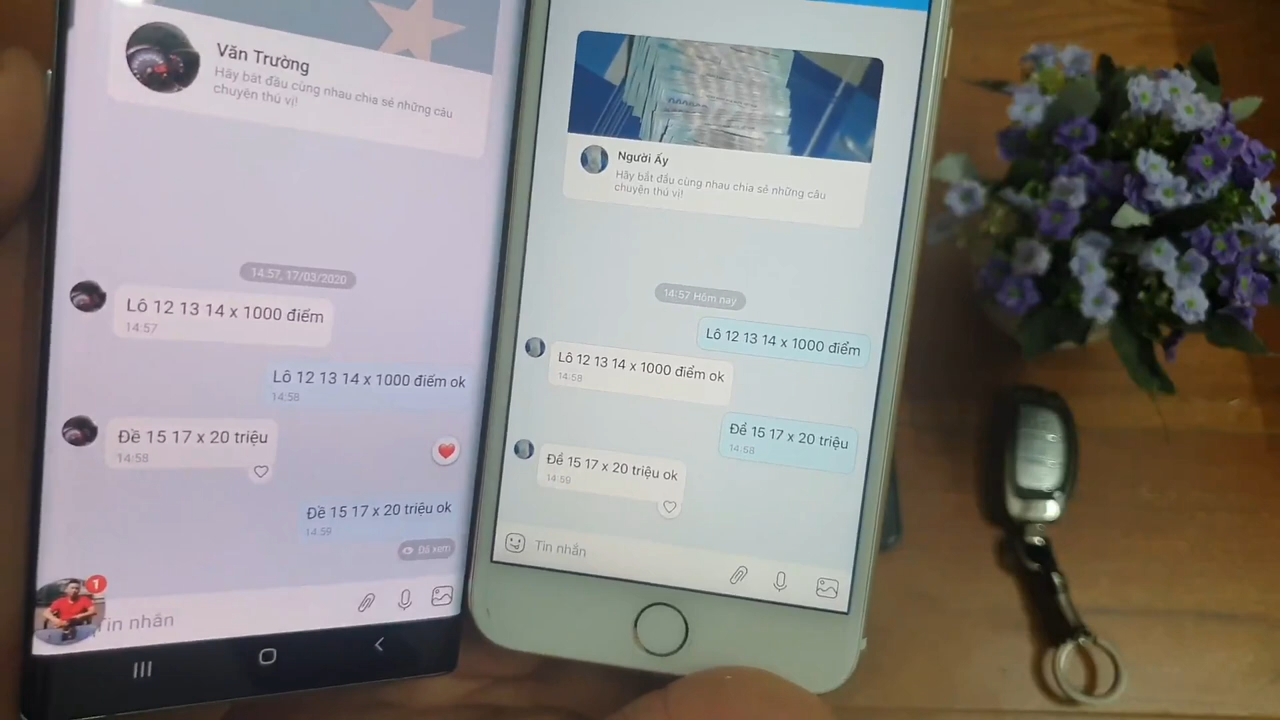 Văn Trường
Hãy bắt đầu cùng nhau chia sẻ những câu
chuyện thú vị!
14:57, 17/03/2020
Lô 12 13 14 x 1000 điểm
14:57
Lô 12 13 14 x 1000 điểm ok
14:58
Đề 15 17 x 20 triệu
14:58
Đề 15 17 x 20 triệu ok
14:59
Đã xem
1
Tin nhắn
Người Ấy
Hãy bắt đầu cùng nhau chia sẻ những câu
chuyện thú vị!
14:57 Hôm nay
Lô 12 13 14 x 1000 điểm
Lô 12 13 14 x 1000 điểm ok
14:58
Đề 15 17 x 20 triệu
14:58
Đề 15 17 x 20 triệu ok
14:59
Tin nhắn